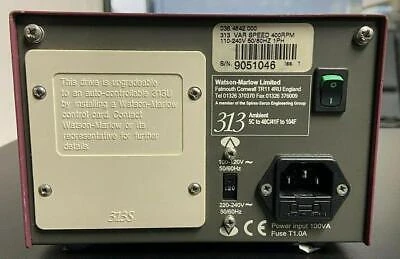 036.4842.000
313 VAR SPEED 400RPM
110-240V 50/60HZ 1PH
S/N. 9051046 Iss 1
This drive is upgradeable
to an auto-controllable 313U
by installing a Watson-Marlow
control card. Contact
Watson-Marlow or its
representative for further
details.
313S
Watson-Marlow Limited
Falmouth Cornwall TR11 4RU England
Tel 01326 370370 Fax 01326 376009
A member of the Spirax-Sarco Engineering Group
313 Ambient
5C to 40C/41F to 104F
100-120V
50/60Hz
120
220-240V
50/60Hz
CE
Power input 100VA
Fuse T1.0A